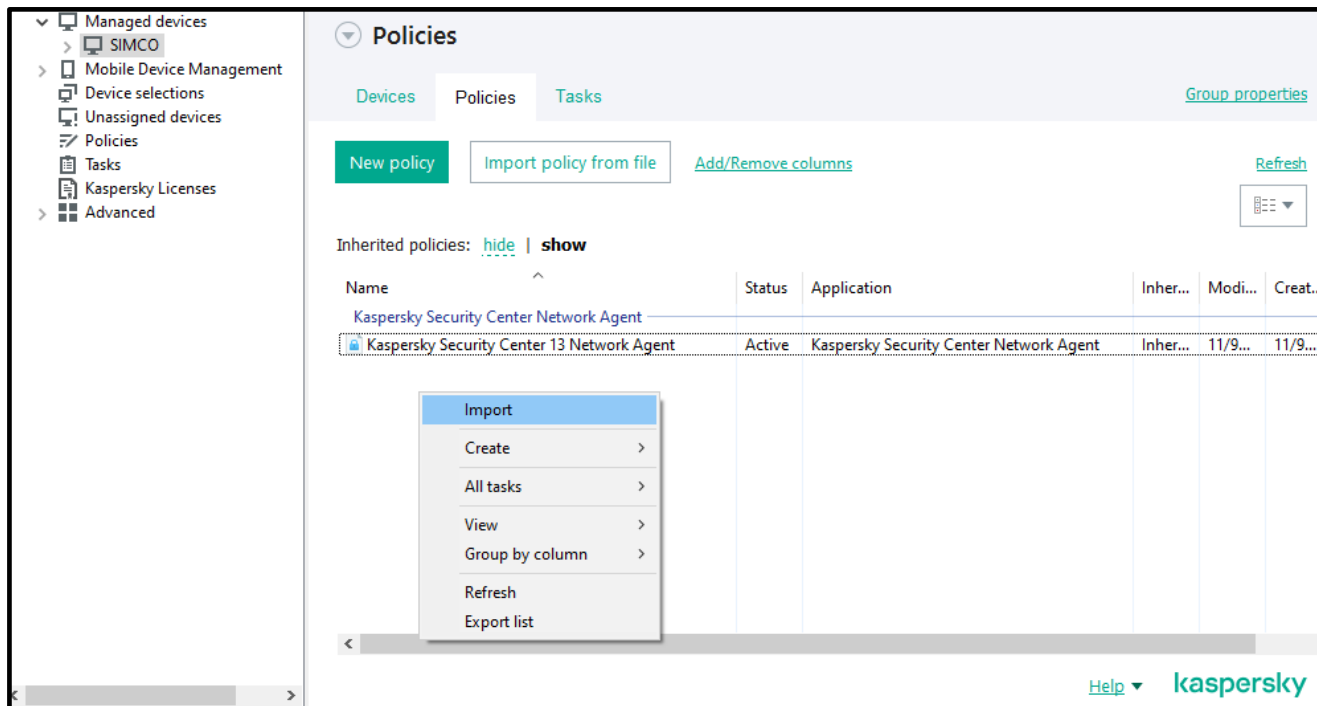 Managed devices
SIMCO
Mobile Device Management
Device selections
Unassigned devices
Policies
Tasks
Kaspersky Licenses
Advanced
Policies
Devices Policies Tasks Group properties
New policy Import policy from file Add/Remove columns Refresh
Inherited policies: hide | show
Name Status Application Inher... Modi... Creat...
Kaspersky Security Center Network Agent
Kaspersky Security Center 13 Network Agent Active Kaspersky Security Center Network Agent Inher... 11/9... 11/9...
Import
Create
All tasks
View
Group by column
Refresh
Export list
Help kaspersky